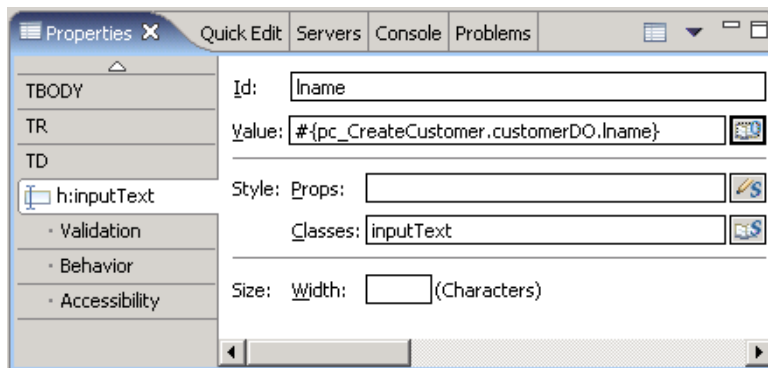 Properties Quick Edit Servers Console Problems
TBODY
TR
TD
h:inputText
· Validation
· Behavior
· Accessibility
Id: lname
Value: #{pc_CreateCustomer.customerDO.lname}
Style: Props:
Classes: inputText
Size: Width: (Characters)